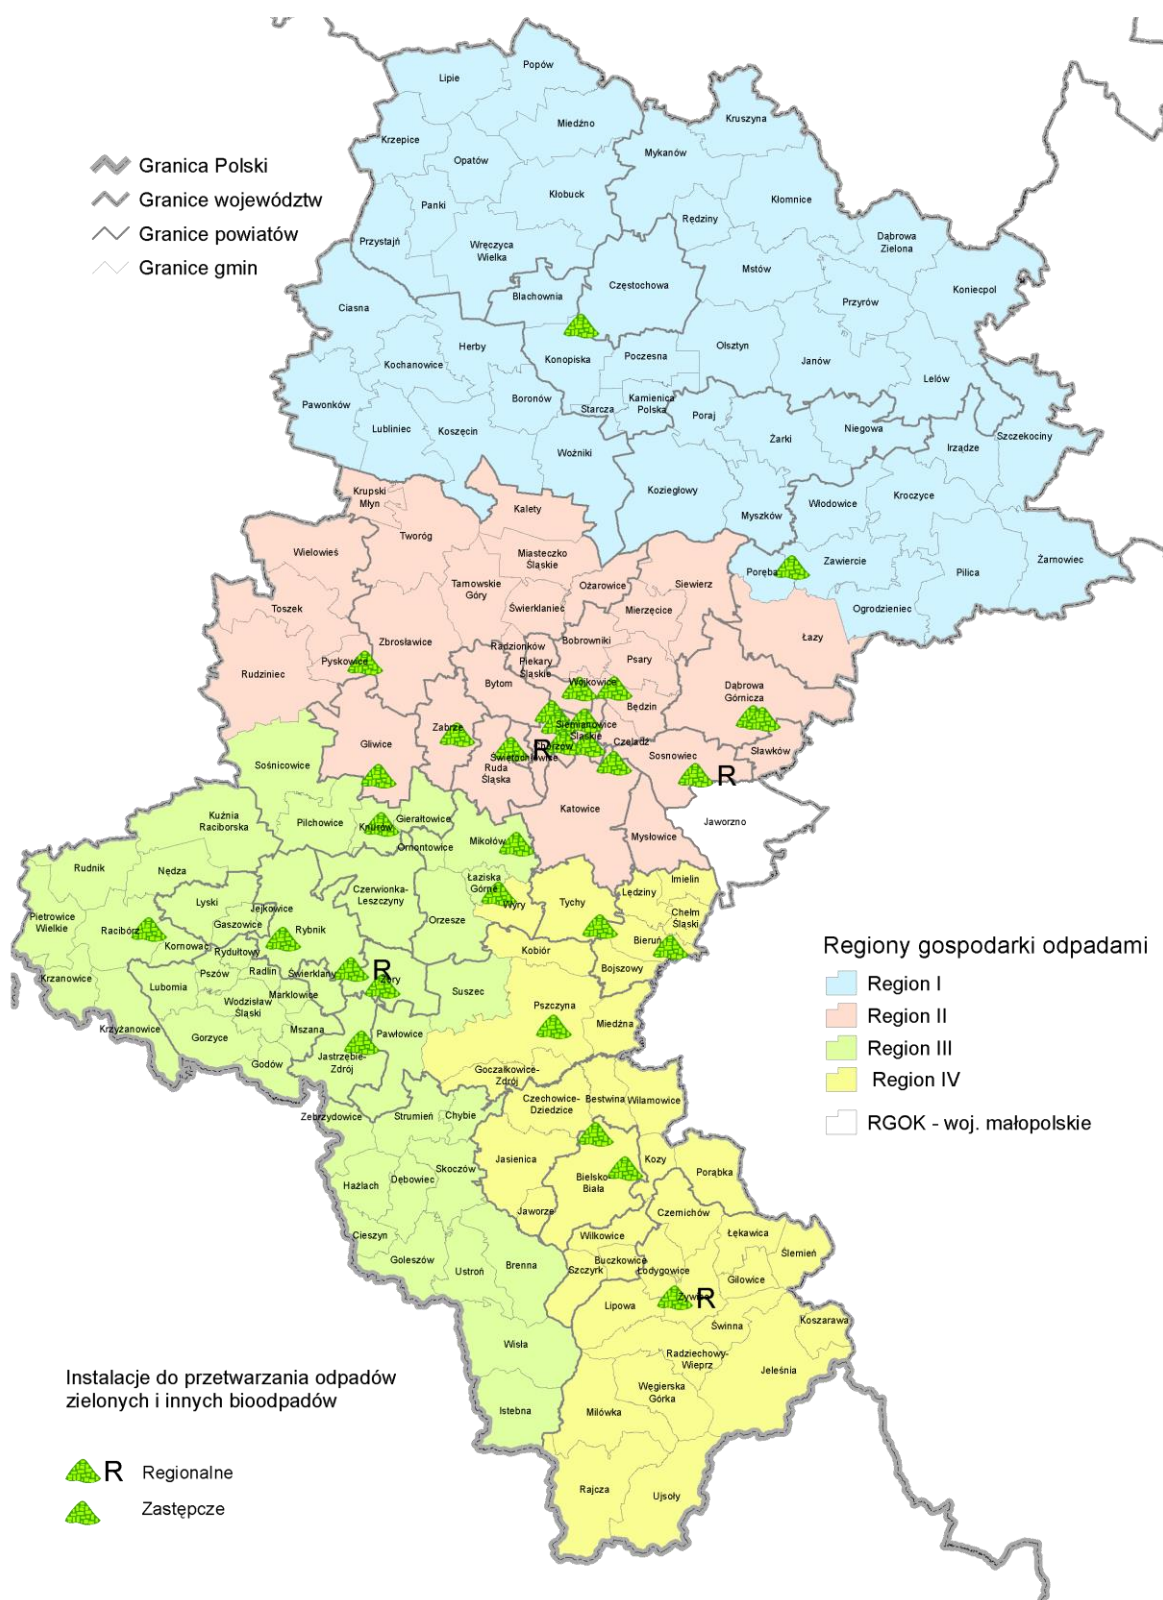 Lipie
Popów
Kruszyna
Miedźno
Krzepice
Mykanów
Opatów
Granica Polski
Kłobuck
Kłomnice
Granice województw
Panki
Rędziny
Granice powiatów
Przystajń
Wręczyca
Wielka
Dąbrowa
Zielona
Granice gmin
Mstów
Częstochowa
Koniecpol
Blachownia
Przyrów
Ciasna
Herby
Olsztyn
Konopiska
Poczesna
Janów
Kochanowice
Lelów
Boronów
Kamienica
Polska
Pawonków
Starcza
Poraj
Lubliniec
Koszęcin
Niegowa
Żarki
Szczekociny
Irządze
Woźniki
Koziegłowy
Kroczyce
Krupski
Młyn
Włodowice
Kalety
Myszków
Tworóg
Wielowieś
Miasteczko
Śląskie
Zawiercie
Żarnowiec
Poręba
Pilica
Tarnowskie
Góry
Ożarowice
Siewierz
Toszek
Świerklaniec
Mierzęcice
Ogrodzieniec
Zbrosławice
Bobrowniki
Łazy
Radzionków
Pyskowice
Piekary
Śląskie
Psary
Rudziniec
Bytom
Wojkowice
Dąbrowa
Górnicza
Będzin
Zabrze
Siemianowice
Śląskie
Gliwice
Chorzów
R
Czeladź
Świętochłowice
Sosnowiec
Sławków
Sośnicowice
Ruda
Śląska
R
Katowice
Kuźnia
Raciborska
Pilchowice
Gierałtowice
Knurów
Jaworzno
Mysłowice
Ornontowice
Mikołów
Rudnik
Nędza
Łaziska
Górne
Imielin
Czerwionka-
Leszczyny
Lędziny
Lyski
Wyry
Tychy
Jejkowice
Pietrowice
Wielkie
Chełm
Śląski
Gaszowice
Orzesze
Racibórz
Rybnik
Kornowac
Bieruń
Rydułtowy
Kobiór
Regiony gospodarki odpadami
Bojszowy
Krzanowice
Pszów
Radlin
Świerklany
R
Żory
Region I
Lubomia
Suszec
Marklowice
Wodzisław
Śląski
Pszczyna
Region II
Krzyżanowice
Mszana
Miedźna
Gorzyce
Pawłowice
Region III
Jastrzębie-
Zdrój
Godów
Goczałkowice-
Zdrój
Region IV
Czechowice-
Dziedzice
Bestwina
Wilamowice
Zebrzydowice
Strumień
Chybie
RGOK - woj. małopolskie
Jasienica
Kozy
Skoczów
Porąbka
Hażlach
Dębowiec
Bielsko
Biała
Jaworze
Czernichów
Cieszyn
Wilkowice
Łękawica
Goleszów
Brenna
Buczkowice
Ślemień
Ustroń
Szczyrk
Łodygowice
Gilowice
Żywiec
R
Lipowa
Koszarawa
Świnna
Wisła
Radziechowy-
Wieprz
Jeleśnia
Instalacje do przetwarzania odpadów
zielonych i innych bioodpadów
Węgierska
Górka
Istebna
Milówka
R Regionalne
Rajcza
Ujsoły
Zastępcze